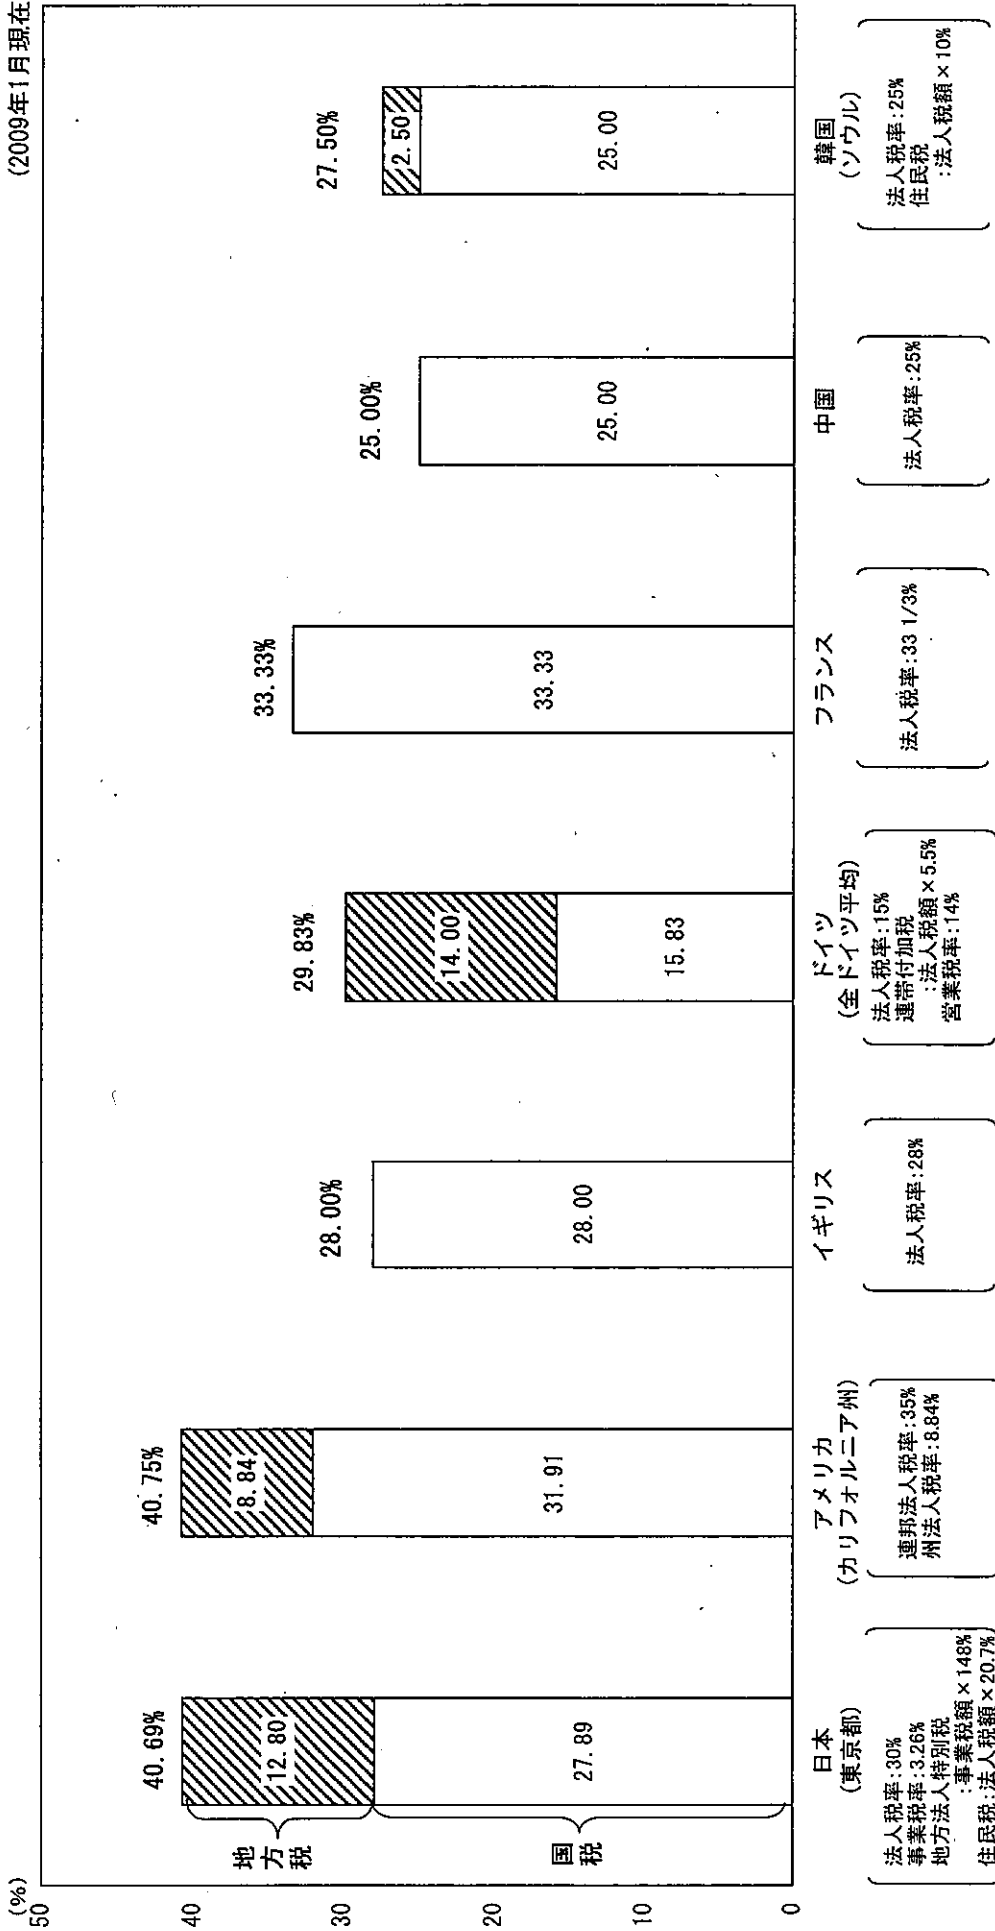 (%)
(2009年1月現在)
50
40
30
20
10
0
地方税
国税
40.69%
12.80
27.89
40.75%
8.84
31.91
28.00%
28.00
29.83%
14.00
15.83
33.33%
33.33
25.00%
25.00
27.50%
2.50
25.00
日本
(東京都)
法人税率:30%
事業税率:3.26%
地方法人特別税
:事業税額×148%
住民税:法人税額×20.7%
アメリカ
(カリフォルニア州)
連邦法人税率:35%
州法人税率:8.84%
イギリス
法人税率:28%
ドイツ
(全ドイツ平均)
法人税率:15%
連帯付加税
:法人税額×5.5%
営業税率:14%
フランス
法人税率:33 1/3%
中国
法人税率:25%
韓国
(ソウル)
法人税率:25%
住民税
:法人税額×10%